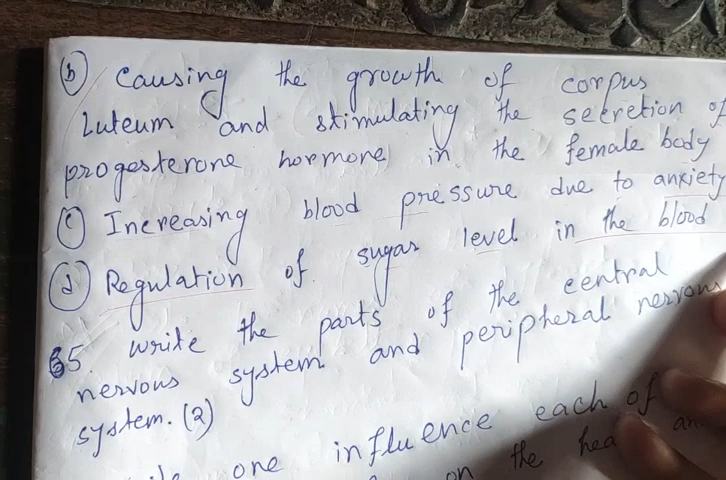 (b) Causing the growth of corpus
Luteum and stimulating the secretion of
progesterone hormone in the female body
(c) Increasing blood pressure due to anxiety
(d) Regulation of sugar level in the blood
5. write the parts of the central
nervous system and peripheral nervous
system. (2)
one influence each of
on the